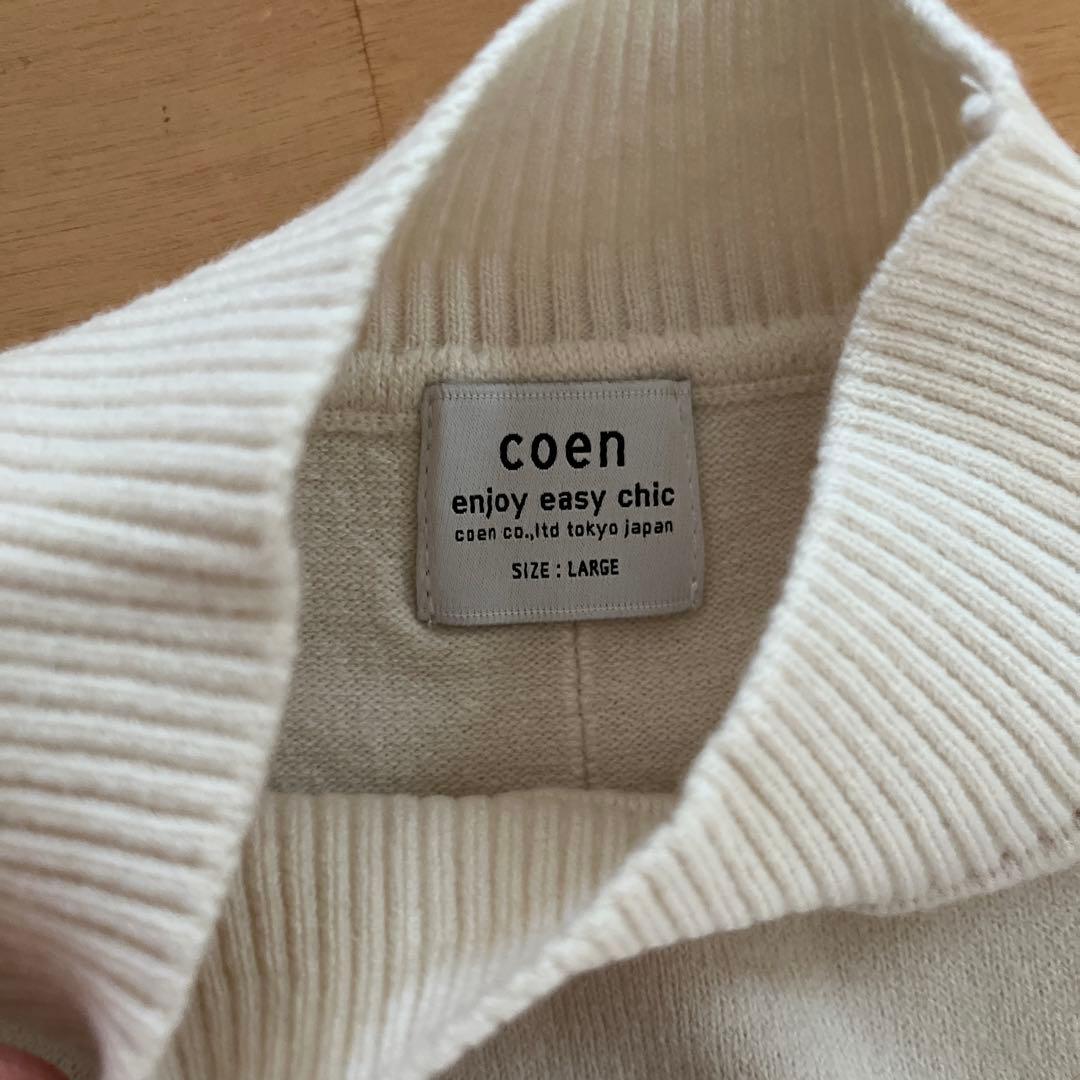 coen
enjoy easy chic
coen co.,ltd tokyo japan
SIZE : LARGE